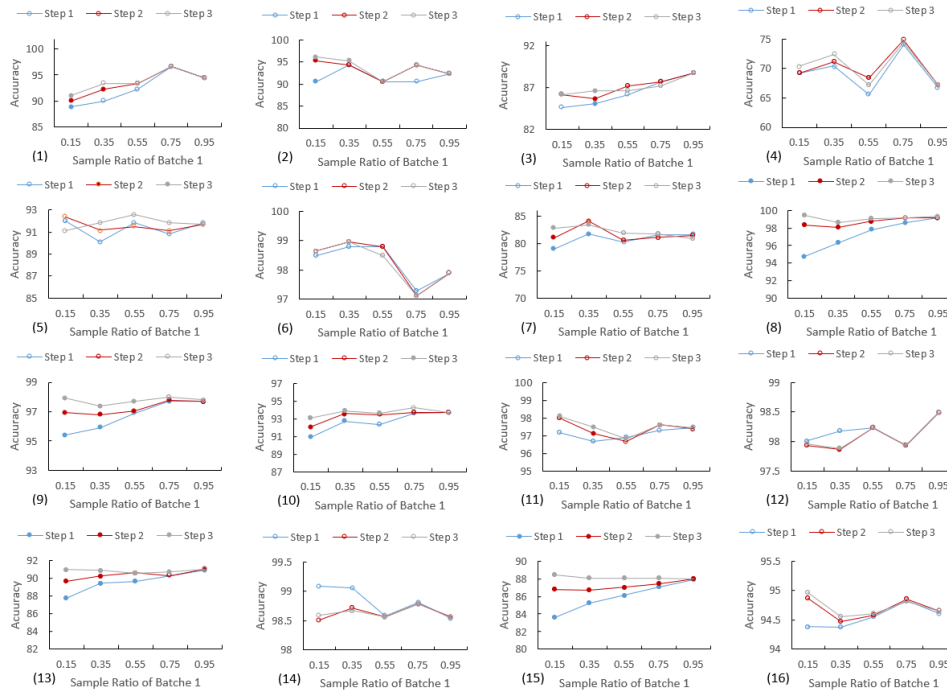 Step 1 Step 2 Step 3
Acuuracy
100
95
90
85
0.15 0.35 0.55 0.75 0.95
(1) Sample Ratio of Batche 1
Step 1 Step 2 Step 3
Acuuracy
100
95
90
85
80
0.15 0.35 0.55 0.75 0.95
(2) Sample Ratio of Batche 1
Step 1 Step 2 Step 3
Acuuracy
92
87
82
0.15 0.35 0.55 0.75 0.95
(3) Sample Ratio of Batche 1
Step 1 Step 2 Step 3
Acuuracy
75
70
65
60
0.15 0.35 0.55 0.75 0.95
(4) Sample Ratio of Batche 1
Step 1 Step 2 Step 3
Acuuracy
93
91
89
87
85
0.15 0.35 0.55 0.75 0.95
(5) Sample Ratio of Batche 1
Step 1 Step 2 Step 3
Acuuracy
100
99
98
97
0.15 0.35 0.55 0.75 0.95
(6) Sample Ratio of Batche 1
Step 1 Step 2 Step 3
Acuuracy
85
80
75
70
0.15 0.35 0.55 0.75 0.95
(7) Sample Ratio of Batche 1
Step 1 Step 2 Step 3
Acuuracy
100
98
96
94
92
90
0.15 0.35 0.55 0.75 0.95
(8) Sample Ratio of Batche 1
Step 1 Step 2 Step 3
Acuuracy
99
97
95
93
0.15 0.35 0.55 0.75 0.95
(9) Sample Ratio of Batche 1
Step 1 Step 2 Step 3
Acuuracy
95
93
91
89
87
0.15 0.35 0.55 0.75 0.95
(10) Sample Ratio of Batche 1
Step 1 Step 2 Step 3
Acuuracy
100
99
98
97
96
95
0.15 0.35 0.55 0.75 0.95
(11) Sample Ratio of Batche 1
Step 1 Step 2 Step 3
Acuuracy
99
98.5
98
97.5
0.15 0.35 0.55 0.75 0.95
(12) Sample Ratio of Batche 1
Step 1 Step 2 Step 3
Acuuracy
92
90
88
86
84
82
0.15 0.35 0.55 0.75 0.95
(13) Sample Ratio of Batche 1
Step 1 Step 2 Step 3
Acuuracy
99.5
99
98.5
98
0.15 0.35 0.55 0.75 0.95
(14) Sample Ratio of Batche 1
Step 1 Step 2 Step 3
Acuuracy
90
88
86
84
82
80
0.15 0.35 0.55 0.75 0.95
(15) Sample Ratio of Batche 1
Step 1 Step 2 Step 3
Acuuracy
95.5
95
94.5
94
0.15 0.35 0.55 0.75 0.95
(16) Sample Ratio of Batche 1